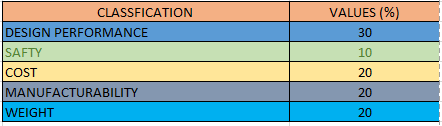 CLASSFICATION VALUES (%)
DESIGN PERFORMANCE 30
SAFTY 10
COST 20
MANUFACTURABILITY 20
WEIGHT 20